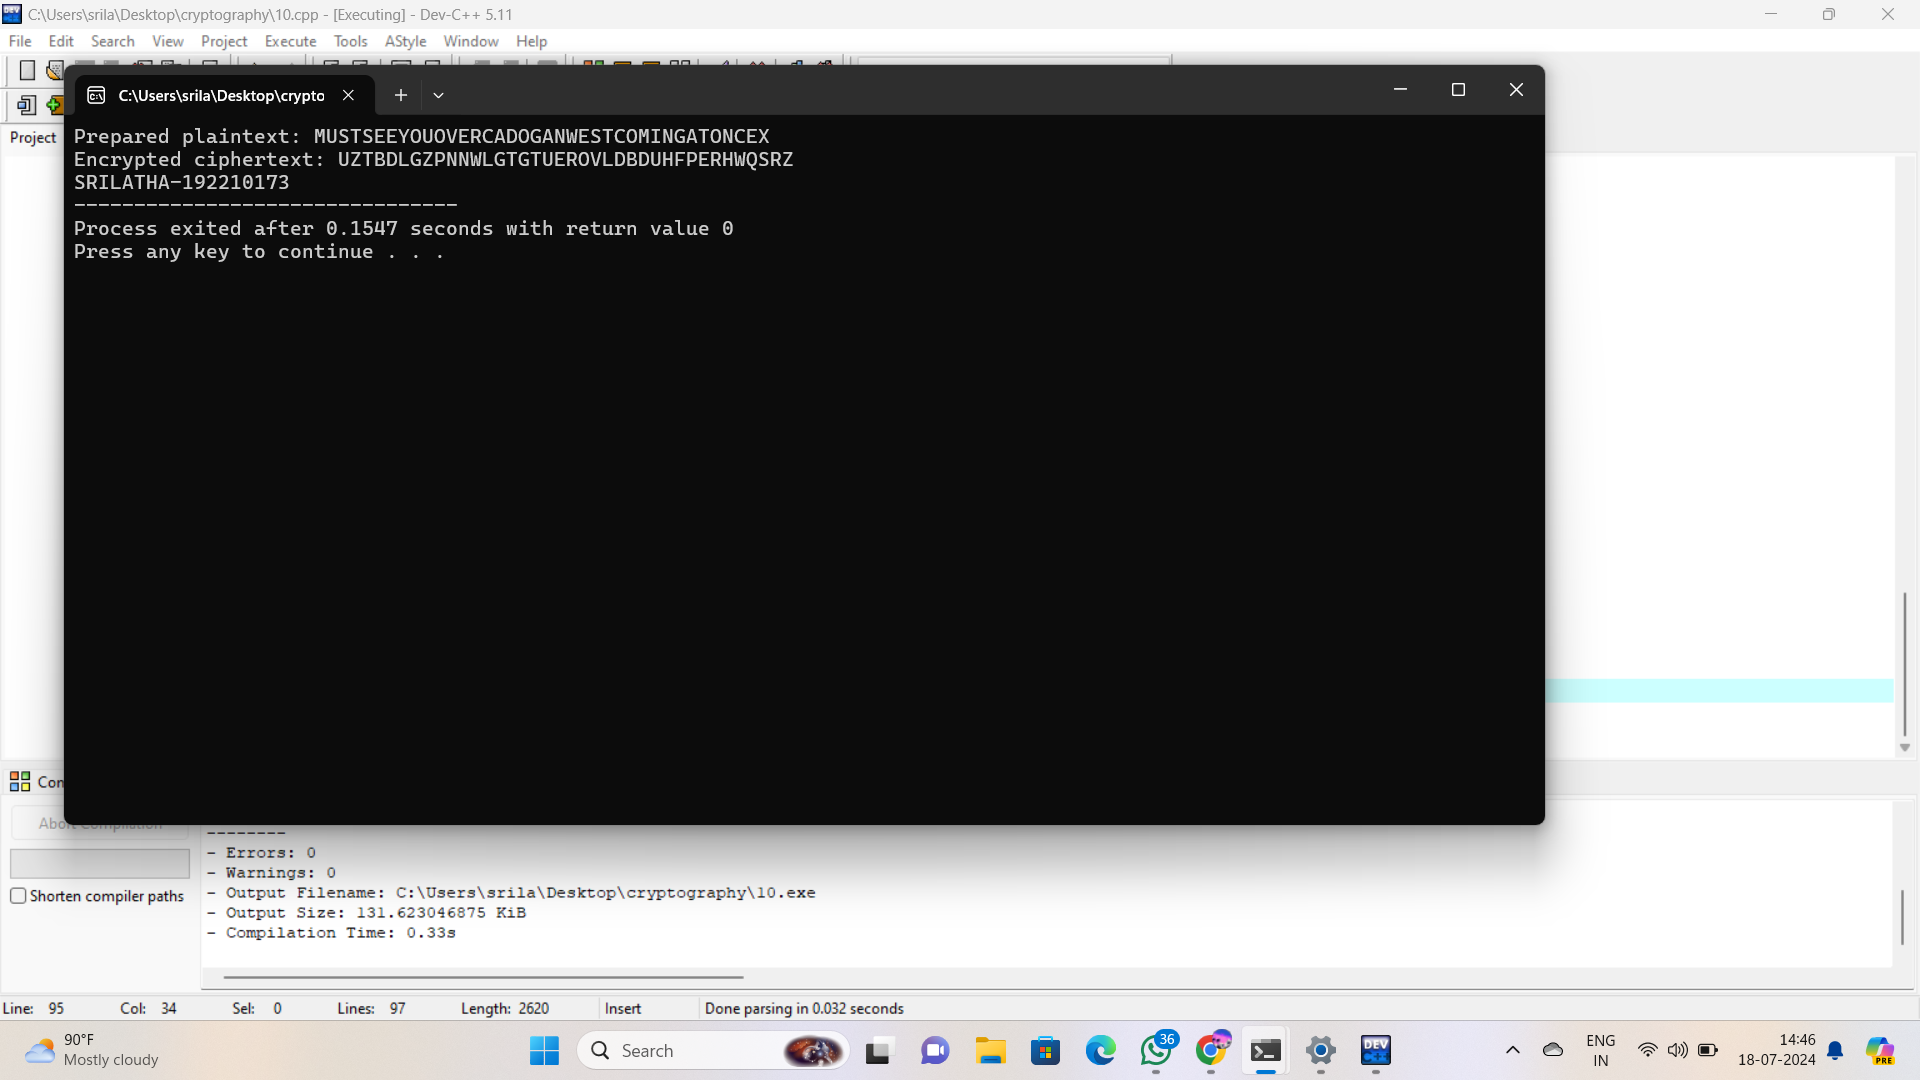 C:\Users\srila\Desktop\cryptography\10.cpp - [Executing] - Dev-C++ 5.11
File Edit Search View Project Execute Tools AStyle Window Help
C:\Users\srila\Desktop\crypto
Project
Prepared plaintext: MUSTSEEYOUOVERCADOGANWESTCOMINGATONCEX
Encrypted ciphertext: UZTBDLGZPNNWLGTGTUEROVLDBDUHFPERHWQSRZ
SRILATHA-192210173
--------------------------------
Process exited after 0.1547 seconds with return value 0
Press any key to continue . . .
Abort Compilation
Shorten compiler paths
--------
- Errors: 0
- Warnings: 0
- Output Filename: C:\Users\srila\Desktop\cryptography\10.exe
- Output Size: 131.623046875 KiB
- Compilation Time: 0.33s
Line: 95 Col: 34 Sel: 0 Lines: 97 Length: 2620 Insert Done parsing in 0.032 seconds
90°F
Mostly cloudy
Search
36
DEV C++
ENG
IN
14:46
18-07-2024
PRE